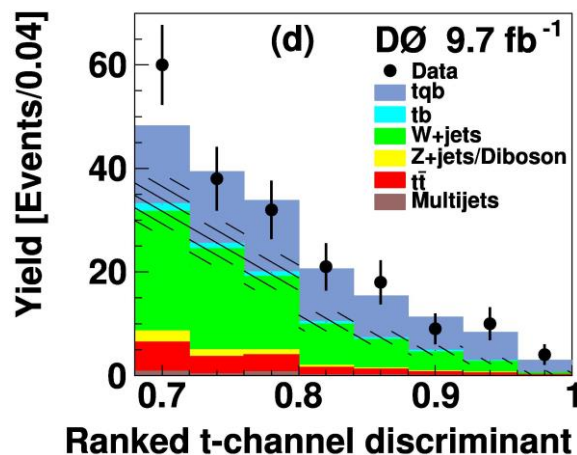 (d) DØ 9.7 fb⁻¹
Data
tqb
tb
W+jets
Z+jets/Diboson
tt̄
Multijets
Yield [Events/0.04]
60
40
20
0
0.7 0.8 0.9 1
Ranked t-channel discriminant